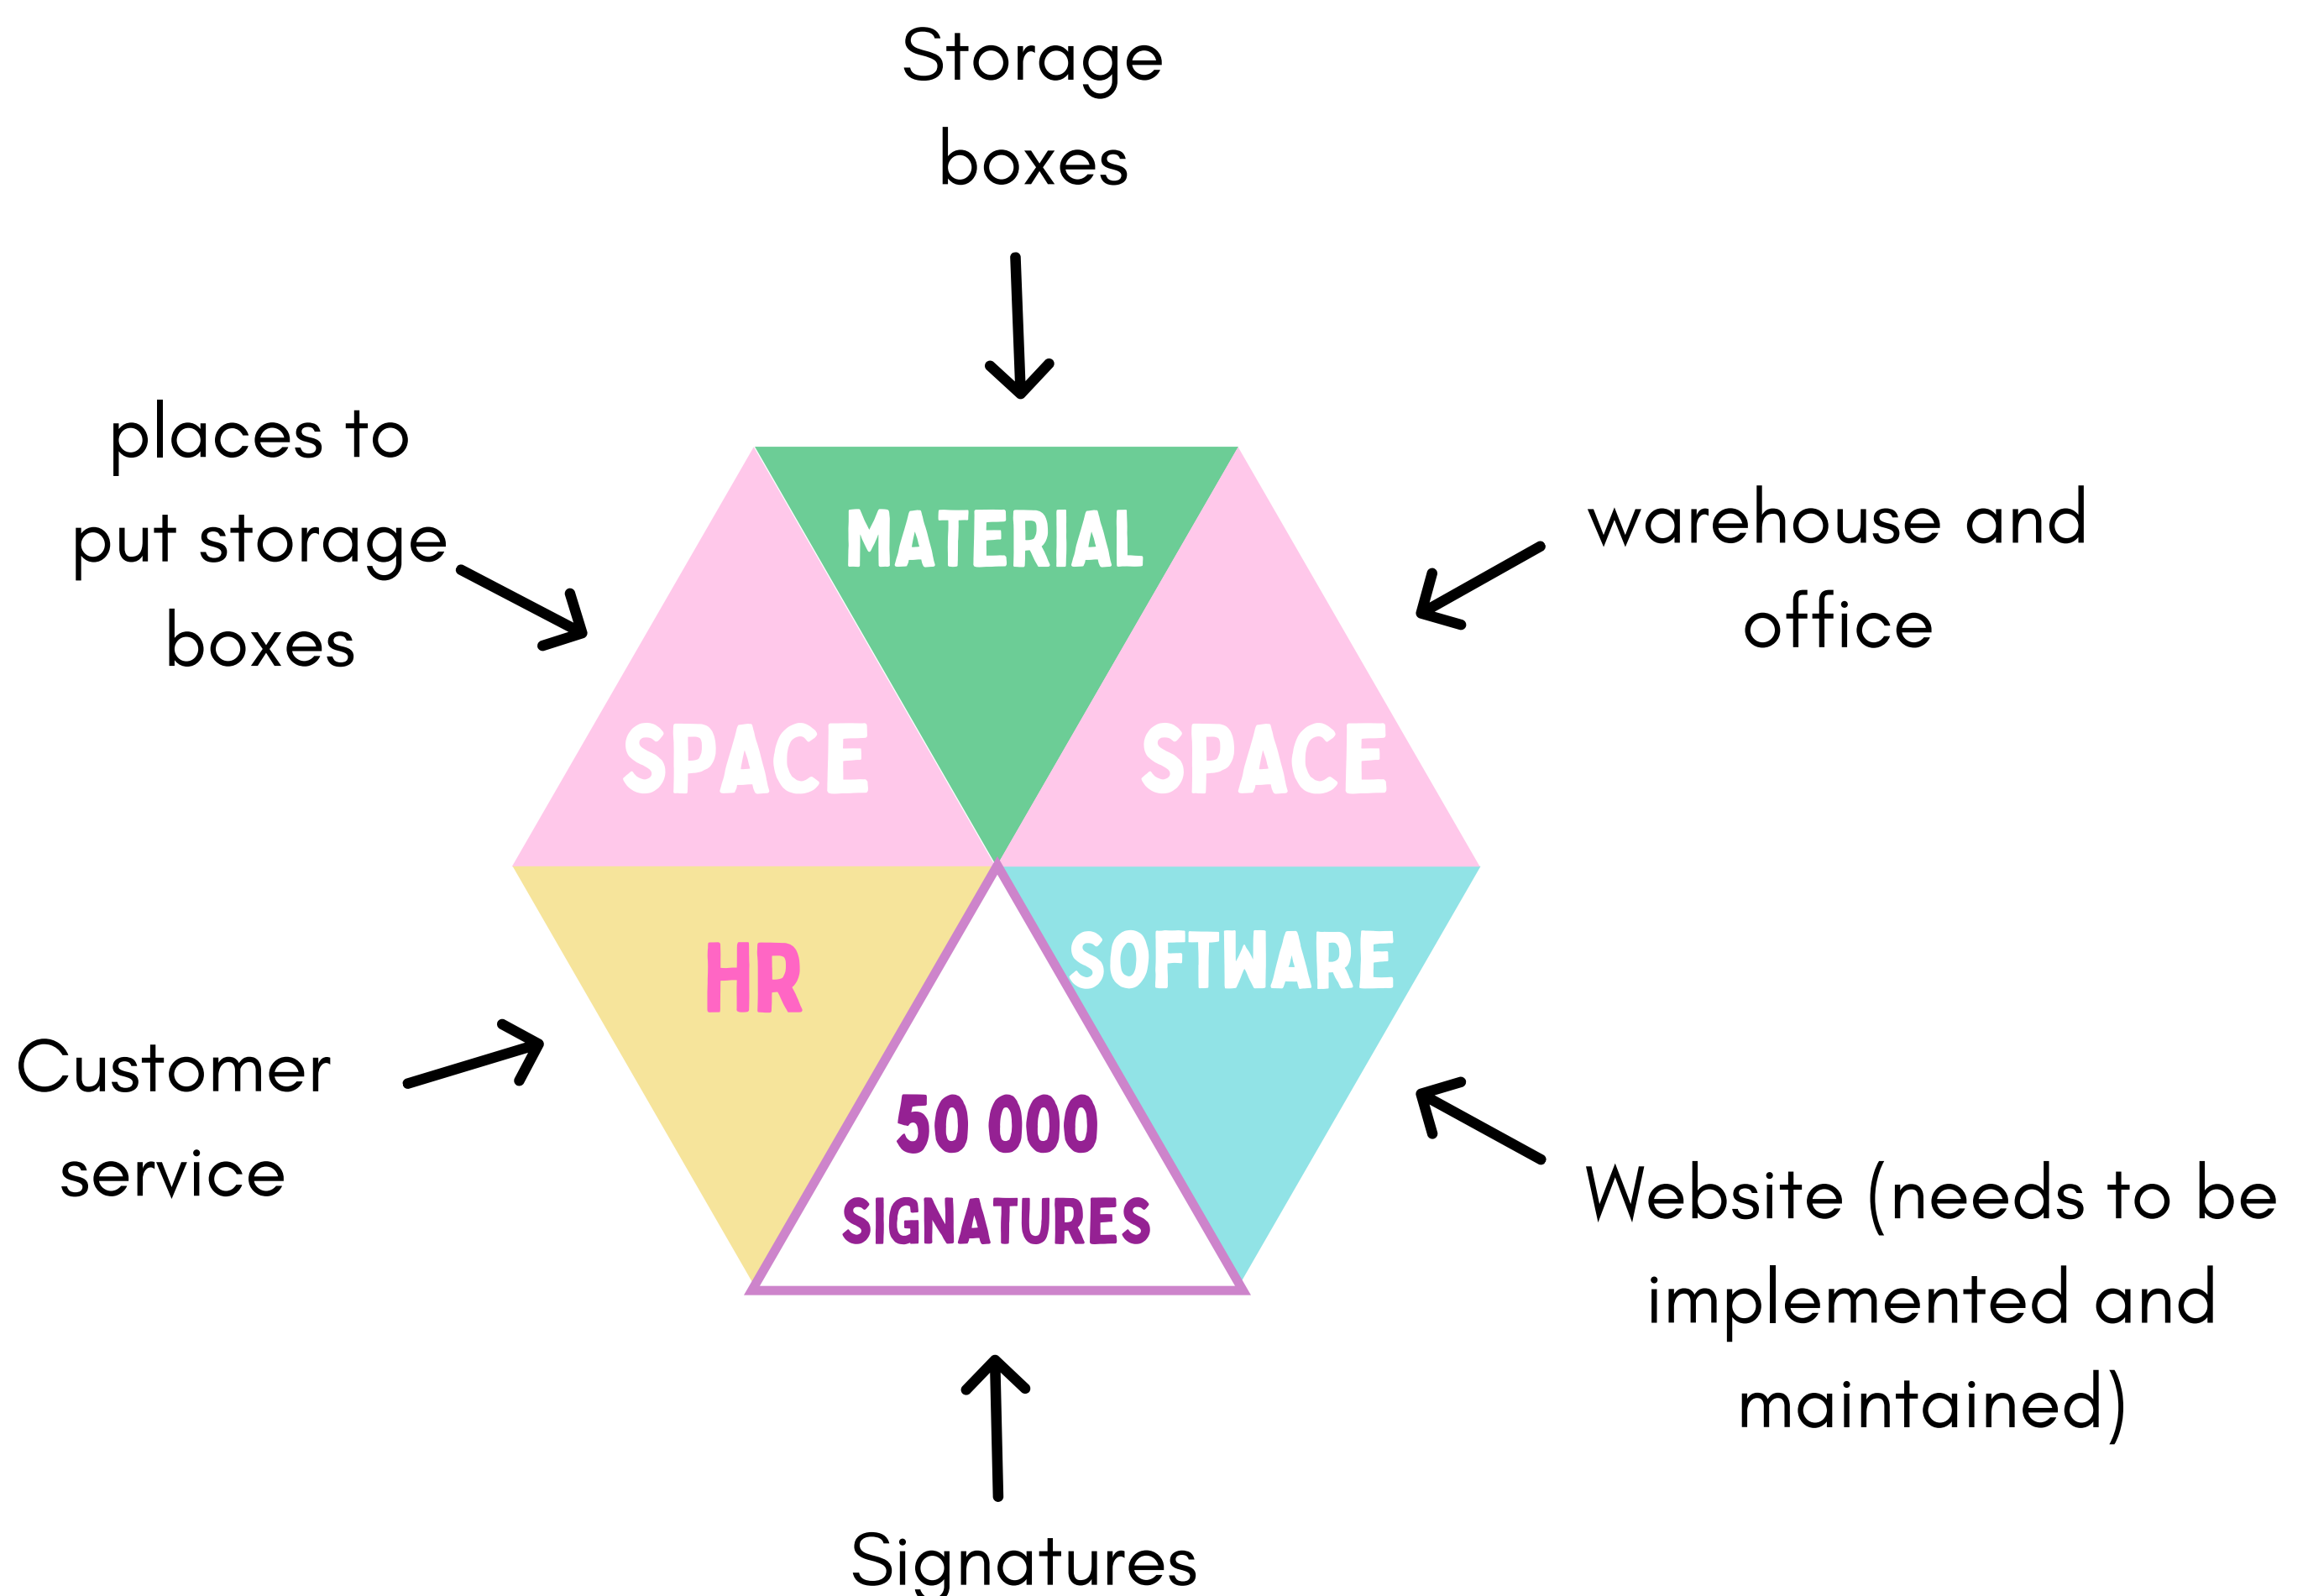 Storage
boxes
places to
put storage
boxes
warehouse and
office
MATERIAL
SPACE
SPACE
HR
SOFTWARE
50 000
SIGNATURES
Customer
service
Website (needs to be
implemented and
maintained)
Signatures